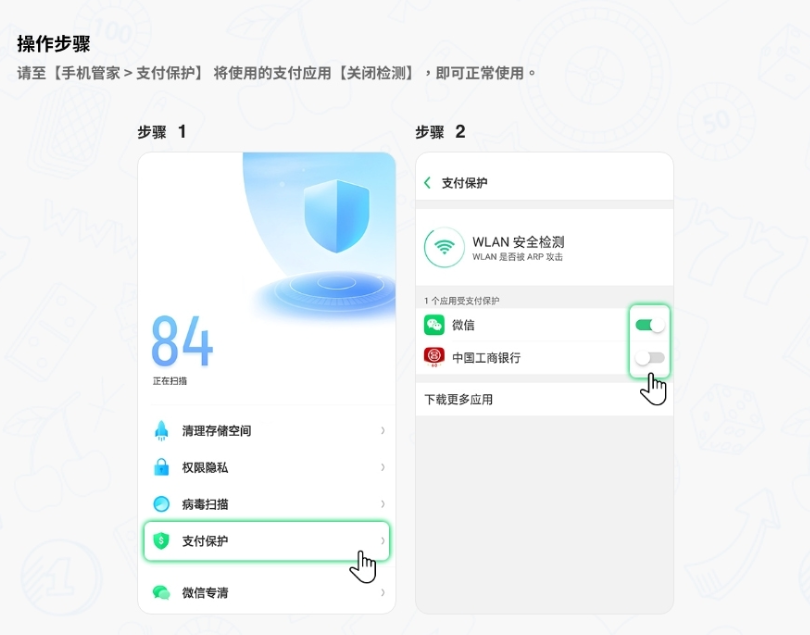 操作步骤
请至【手机管家 > 支付保护】 将使用的支付应用【关闭检测】，即可正常使用。
步骤 1
步骤 2
84
正在扫描
清理存储空间
权限隐私
病毒扫描
支付保护
微信专清
支付保护
WLAN 安全检测
WLAN 是否被 ARP 攻击
1 个应用受支付保护
微信
中国工商银行
下载更多应用
100
50
WWW
777
1